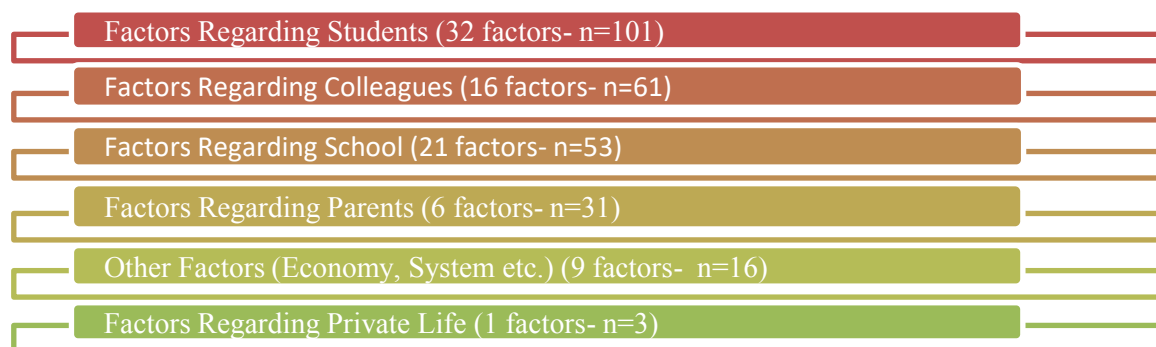 Factors Regarding Students (32 factors- n=101)
Factors Regarding Colleagues (16 factors- n=61)
Factors Regarding School (21 factors- n=53)
Factors Regarding Parents (6 factors- n=31)
Other Factors (Economy, System etc.) (9 factors-  n=16)
Factors Regarding Private Life (1 factors- n=3)